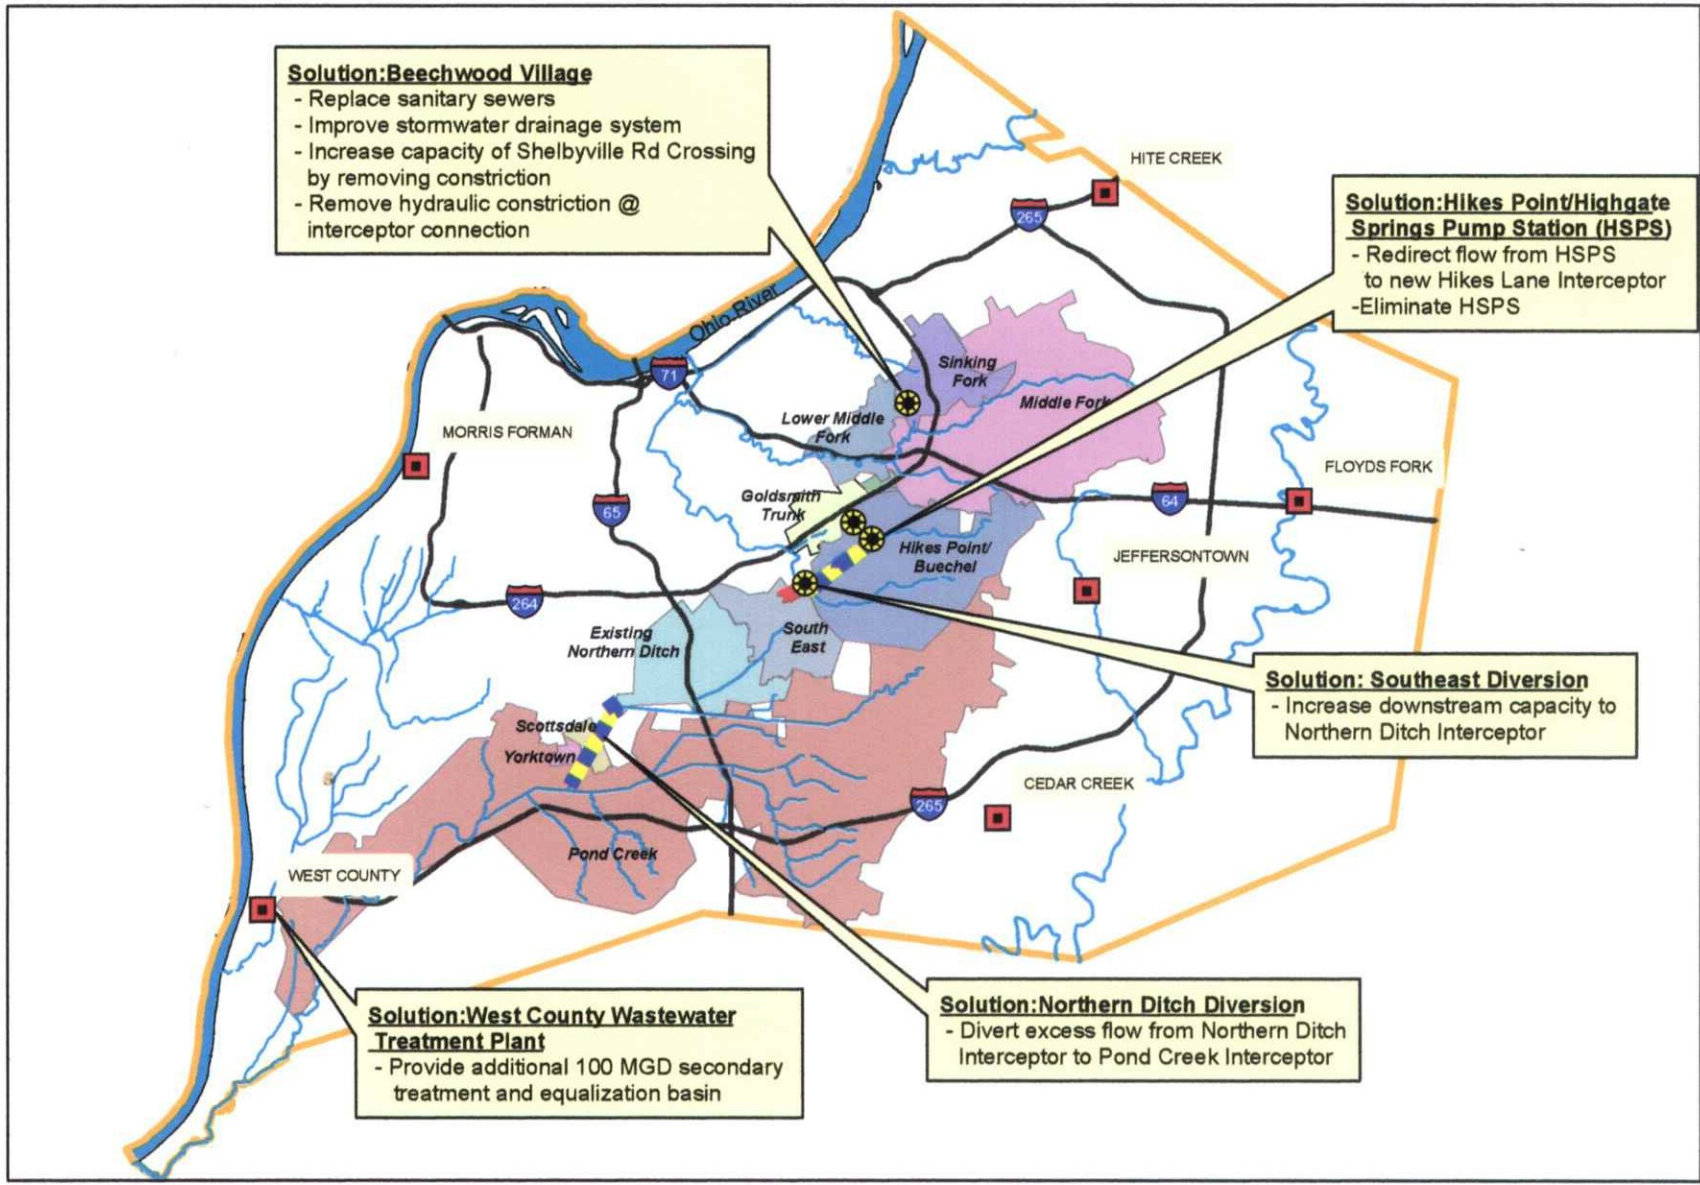 Solution:Beechwood Village
- Replace sanitary sewers
- Improve stormwater drainage system
- Increase capacity of Shelbyville Rd Crossing
by removing constriction
- Remove hydraulic constriction @
interceptor connection
HITE CREEK
265
Solution:Hikes Point/Highgate
Springs Pump Station (HSPS)
- Redirect flow from HSPS
to new Hikes Lane Interceptor
-Eliminate HSPS
Ohio River
71
Sinking
Fork
Middle Fork
Lower Middle
Fork
MORRIS FORMAN
FLOYDS FORK
Goldsmith
Trunk
65
64
Hikes Point/
Buechel
JEFFERSONTOWN
264
Existing
Northern Ditch
South
East
Solution: Southeast Diversion
- Increase downstream capacity to
Northern Ditch Interceptor
Scottsdale
Yorktown
CEDAR CREEK
265
Pond Creek
WEST COUNTY
Solution:West County Wastewater
Treatment Plant
- Provide additional 100 MGD secondary
treatment and equalization basin
Solution:Northern Ditch Diversion
- Divert excess flow from Northern Ditch
Interceptor to Pond Creek Interceptor